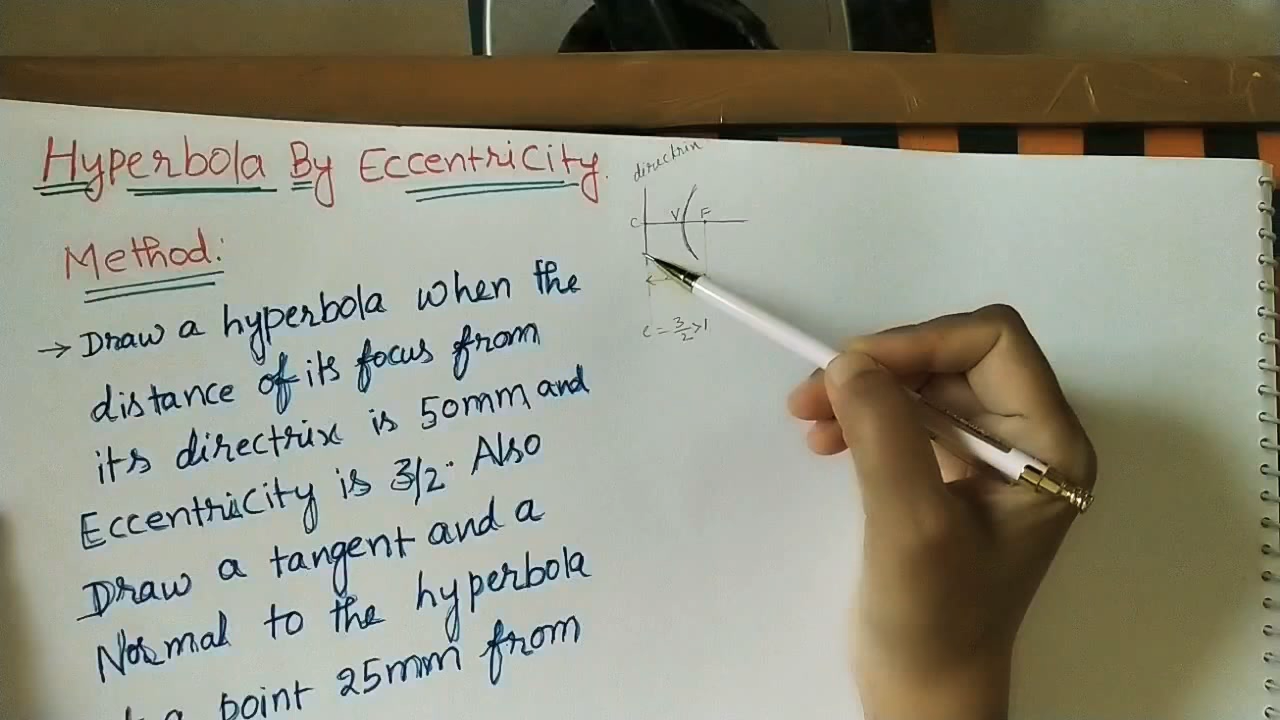 Hyperbola By Eccentricity
Method:
→ Draw a hyperbola when the
distance of its focus from
its directrix is 50mm and
Eccentricity is 3/2. Also
Draw a tangent and a
Normal to the hyperbola
a point 25mm from
directrix
C V F
e = 3/2 > 1